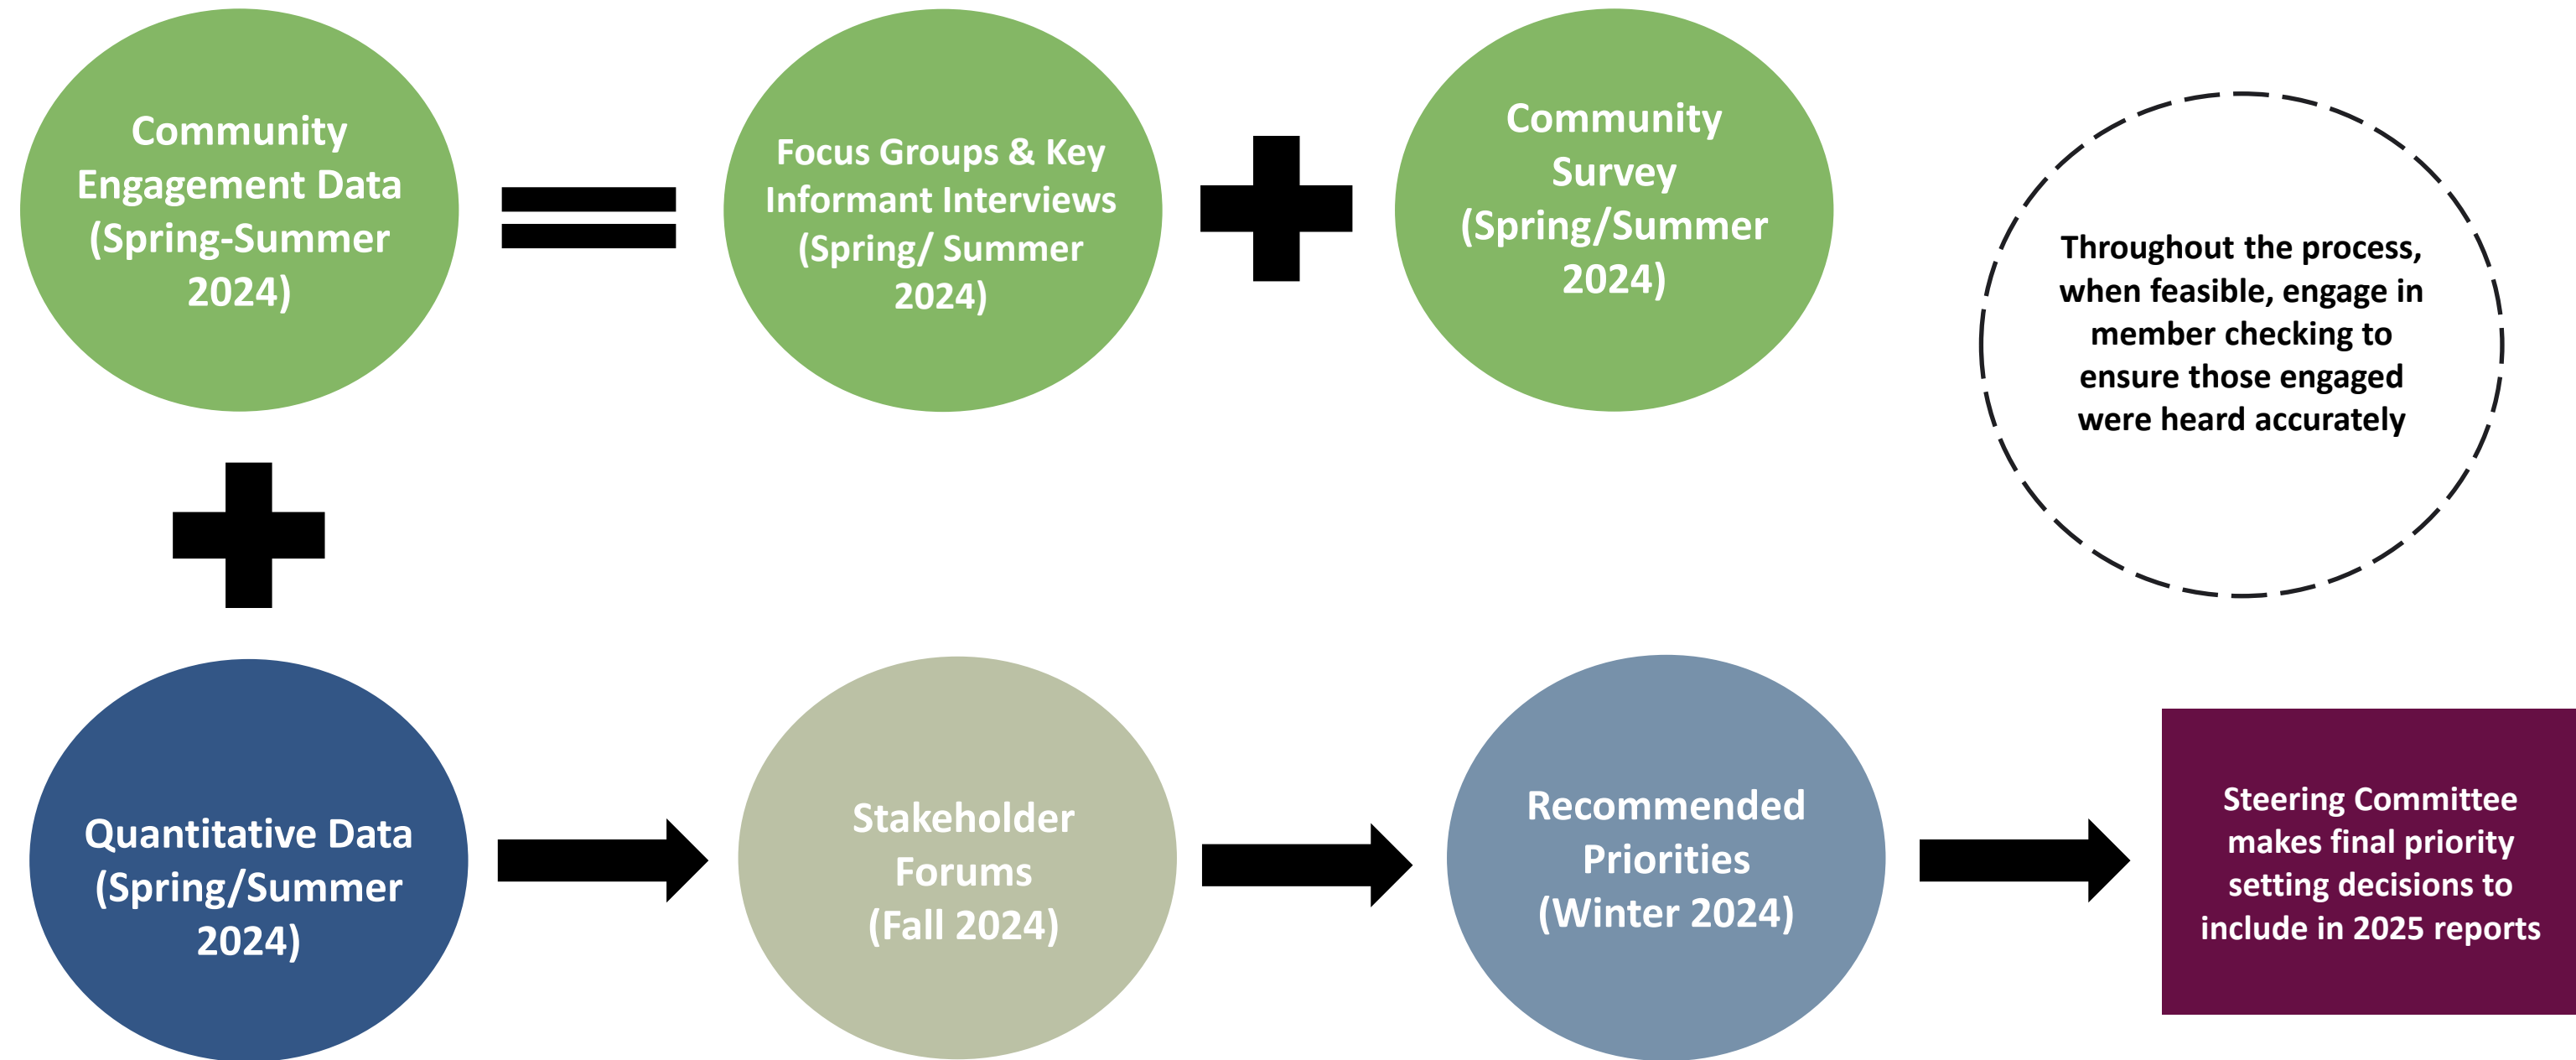 Community
Engagement Data
(Spring-Summer
2024)
Focus Groups & Key
Informant Interviews
(Spring/ Summer
2024)
Community
Survey
(Spring/Summer
2024)
Throughout the process,
when feasible, engage in
member checking to
ensure those engaged
were heard accurately
Quantitative Data
(Spring/Summer
2024)
Stakeholder
Forums
(Fall 2024)
Recommended
Priorities
(Winter 2024)
Steering Committee
makes final priority
setting decisions to
include in 2025 reports